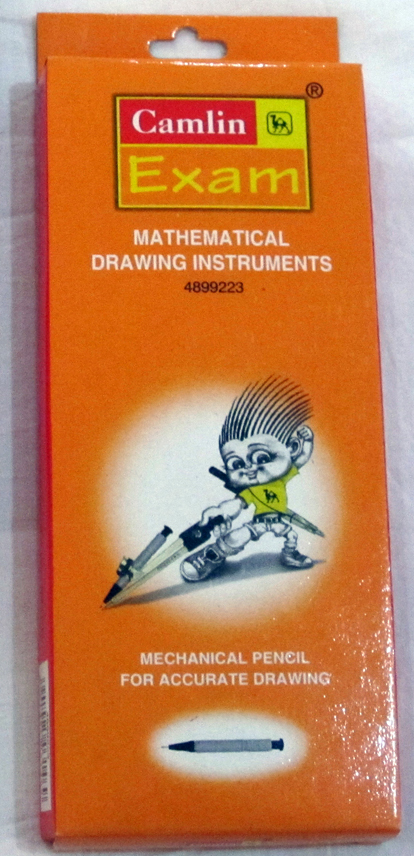 Camlin
®
Exam
MATHEMATICAL
DRAWING INSTRUMENTS
4899223
MECHANICAL PENCIL
FOR ACCURATE DRAWING